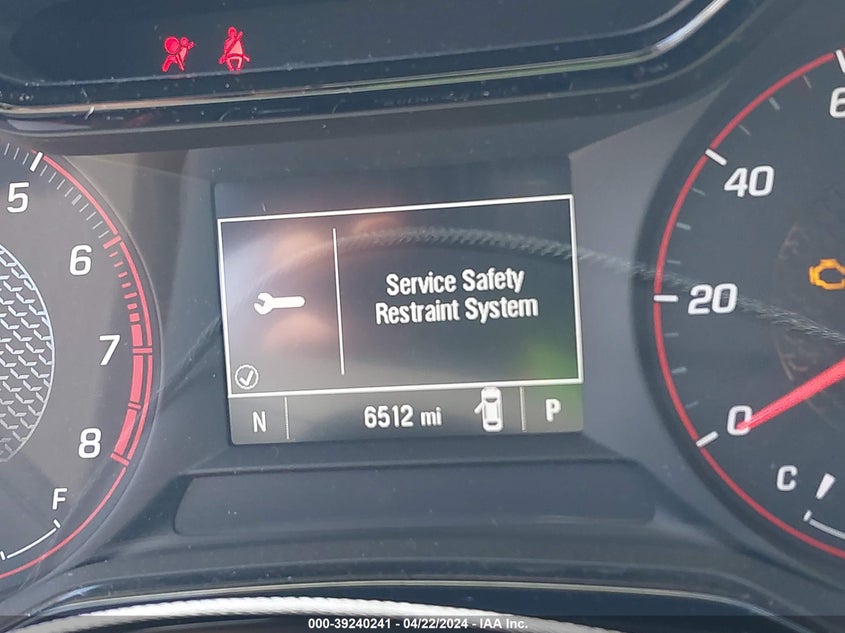 Service Safety
Restraint System
N 6512 mi P
5
6
7
8
F
40
20
0
C
000-39240241 - 04/22/2024 - IAA Inc.